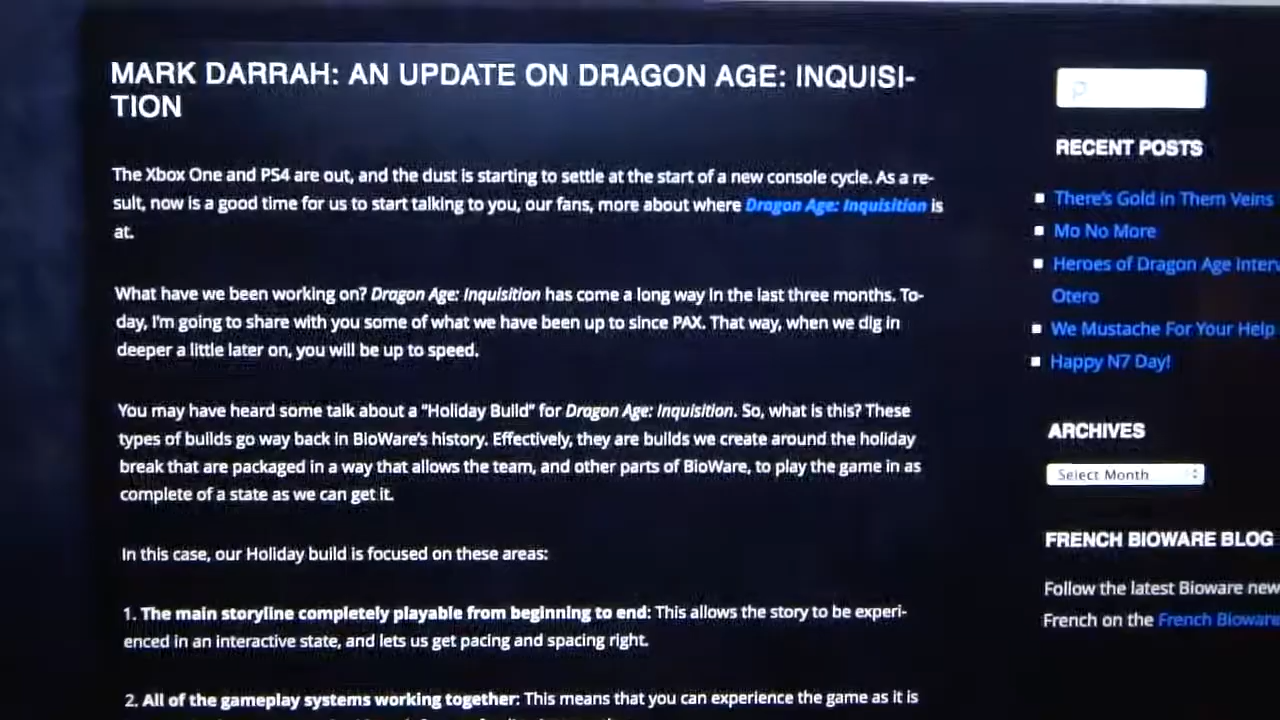 MARK DARRAH: AN UPDATE ON DRAGON AGE: INQUISI-
TION
The Xbox One and PS4 are out, and the dust is starting to settle at the start of a new console cycle. As a re-
sult, now is a good time for us to start talking to you, our fans, more about where Dragon Age: Inquisition is
at.
What have we been working on? Dragon Age: Inquisition has come a long way in the last three months. To-
day, I'm going to share with you some of what we have been up to since PAX. That way, when we dig in
deeper a little later on, you will be up to speed.
You may have heard some talk about a "Holiday Build" for Dragon Age: Inquisition. So, what is this? These
types of builds go way back in BioWare's history. Effectively, they are builds we create around the holiday
break that are packaged in a way that allows the team, and other parts of BioWare, to play the game in as
complete of a state as we can get it.
In this case, our Holiday build is focused on these areas:
1. The main storyline completely playable from beginning to end: This allows the story to be experi-
enced in an interactive state, and lets us get pacing and spacing right.
2. All of the gameplay systems working together: This means that you can experience the game as it is
RECENT POSTS
There's Gold in Them Veins
Mo No More
Heroes of Dragon Age Interv
Otero
We Mustache For Your Help
Happy N7 Day!
ARCHIVES
Select Month
FRENCH BIOWARE BLOG
Follow the latest Bioware new
French on the French Bioware